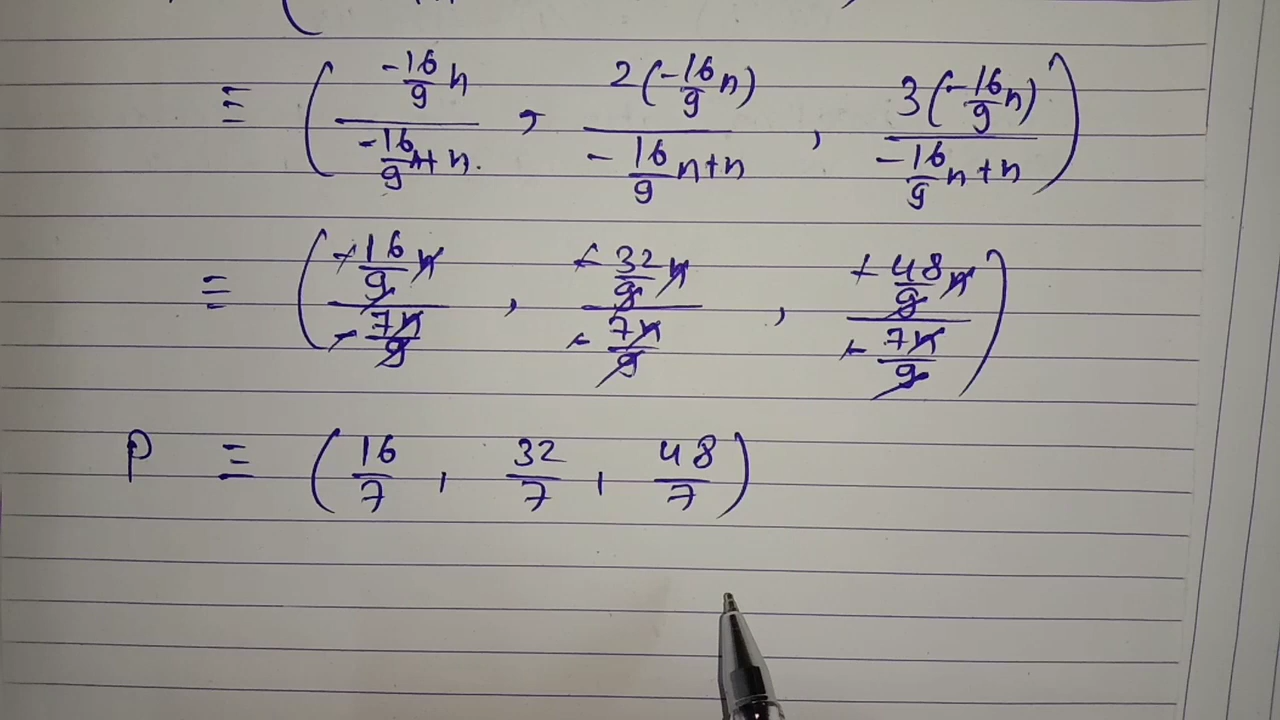 ≡ ( (-16/9 n)/(-16/9 n + n) , 2(-16/9 n)/(-16/9 n + n) , 3(-16/9 n)/(-16/9 n + n) )
≡ ( (-16/9 n)/(-7n/9) , (-32/9 n)/(-7n/9) , (-48/9 n)/(-7n/9) )
P ≡ ( 16/7 , 32/7 , 48/7 )